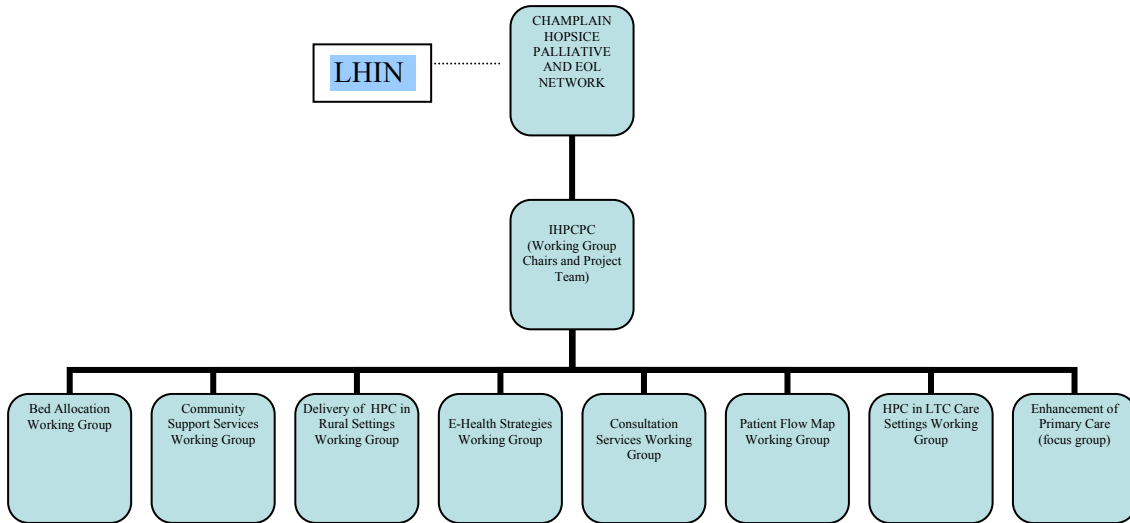 CHAMPLAIN
HOPSICE
PALLIATIVE
AND EOL
NETWORK
LHIN
IHPCPC
(Working Group
Chairs and Project
Team)
Bed Allocation
Working Group
Community
Support Services
Working Group
Delivery of HPC in
Rural Settings
Working Group
E-Health Strategies
Working Group
Consultation
Services Working
Group
Patient Flow Map
Working Group
HPC in LTC Care
Settings Working
Group
Enhancement of
Primary Care
(focus group)